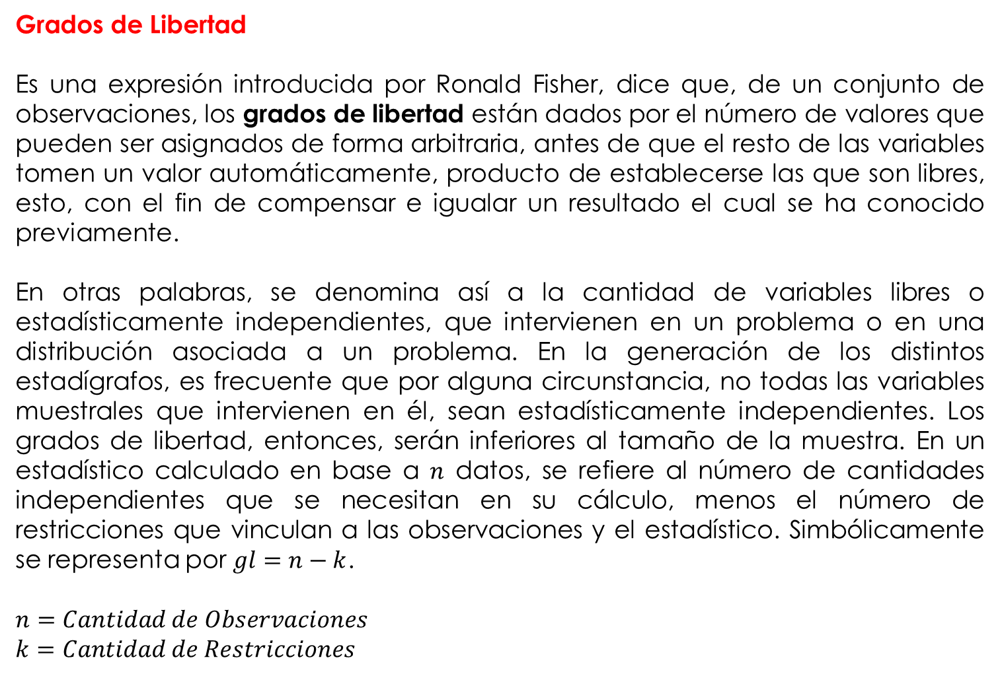 Grados de Libertad
Es una expresión introducida por Ronald Fisher, dice que, de un conjunto de
observaciones, los grados de libertad están dados por el número de valores que
pueden ser asignados de forma arbitraria, antes de que el resto de las variables
tomen un valor automáticamente, producto de establecerse las que son libres,
esto, con el fin de compensar e igualar un resultado el cual se ha conocido
previamente.
En otras palabras, se denomina así a la cantidad de variables libres o
estadísticamente independientes, que intervienen en un problema o en una
distribución asociada a un problema. En la generación de los distintos
estadígrafos, es frecuente que por alguna circunstancia, no todas las variables
muestrales que intervienen en él, sean estadísticamente independientes. Los
grados de libertad, entonces, serán inferiores al tamaño de la muestra. En un
estadístico calculado en base a n datos, se refiere al número de cantidades
independientes que se necesitan en su cálculo, menos el número de
restricciones que vinculan a las observaciones y el estadístico. Simbólicamente
se representa por gl = n − k.
n = Cantidad de Observaciones
k = Cantidad de Restricciones